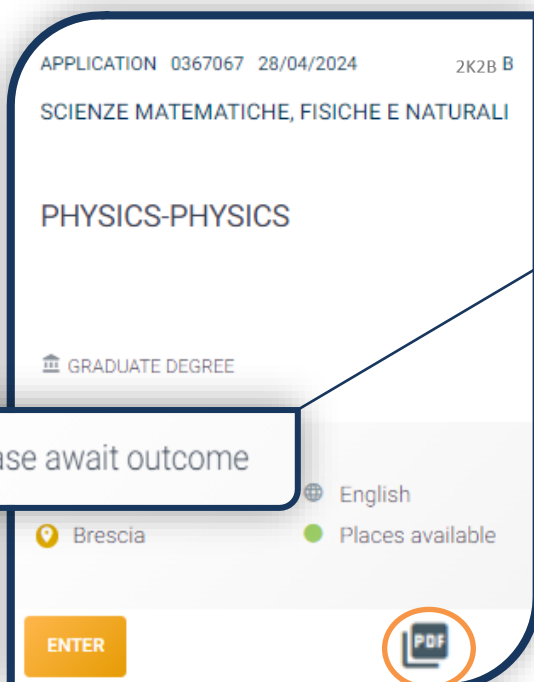 APPLICATION 0367067 28/04/2024 2K2B B
SCIENZE MATEMATICHE, FISICHE E NATURALI
PHYSICS-PHYSICS
GRADUATE DEGREE
await outcome
English
Brescia
Places available
ENTER
PDF